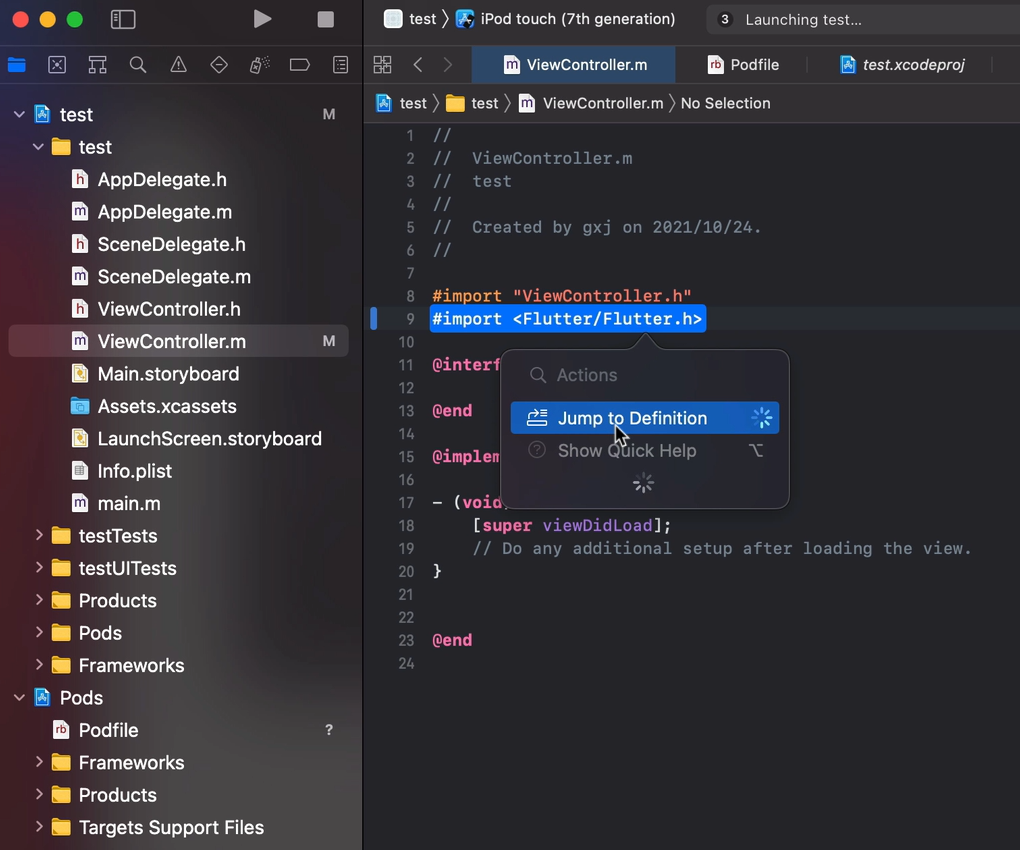 test 〉 iPod touch (7th generation)
3 Launching test...
ViewController.m
Podfile
test.xcodeproj
test 〉 test 〉 m ViewController.m 〉 No Selection
test M
test
h AppDelegate.h
m AppDelegate.m
h SceneDelegate.h
m SceneDelegate.m
h ViewController.h
m ViewController.m M
Main.storyboard
Assets.xcassets
LaunchScreen.storyboard
Info.plist
m main.m
testTests
testUITests
Products
Pods
Frameworks
Pods
rb Podfile ?
Frameworks
Products
Targets Support Files
1 //
2 //  ViewController.m
3 //  test
4 //
5 //  Created by gxj on 2021/10/24.
6 //
7
8 #import "ViewController.h"
9 #import <Flutter/Flutter.h>
10
11 @interf
12
13 @end
14
15 @implem
16
17 - (void
18 [super viewDidLoad];
19 // Do any additional setup after loading the view.
20 }
21
22
23 @end
24
Actions
Jump to Definition
Show Quick Help ⌥